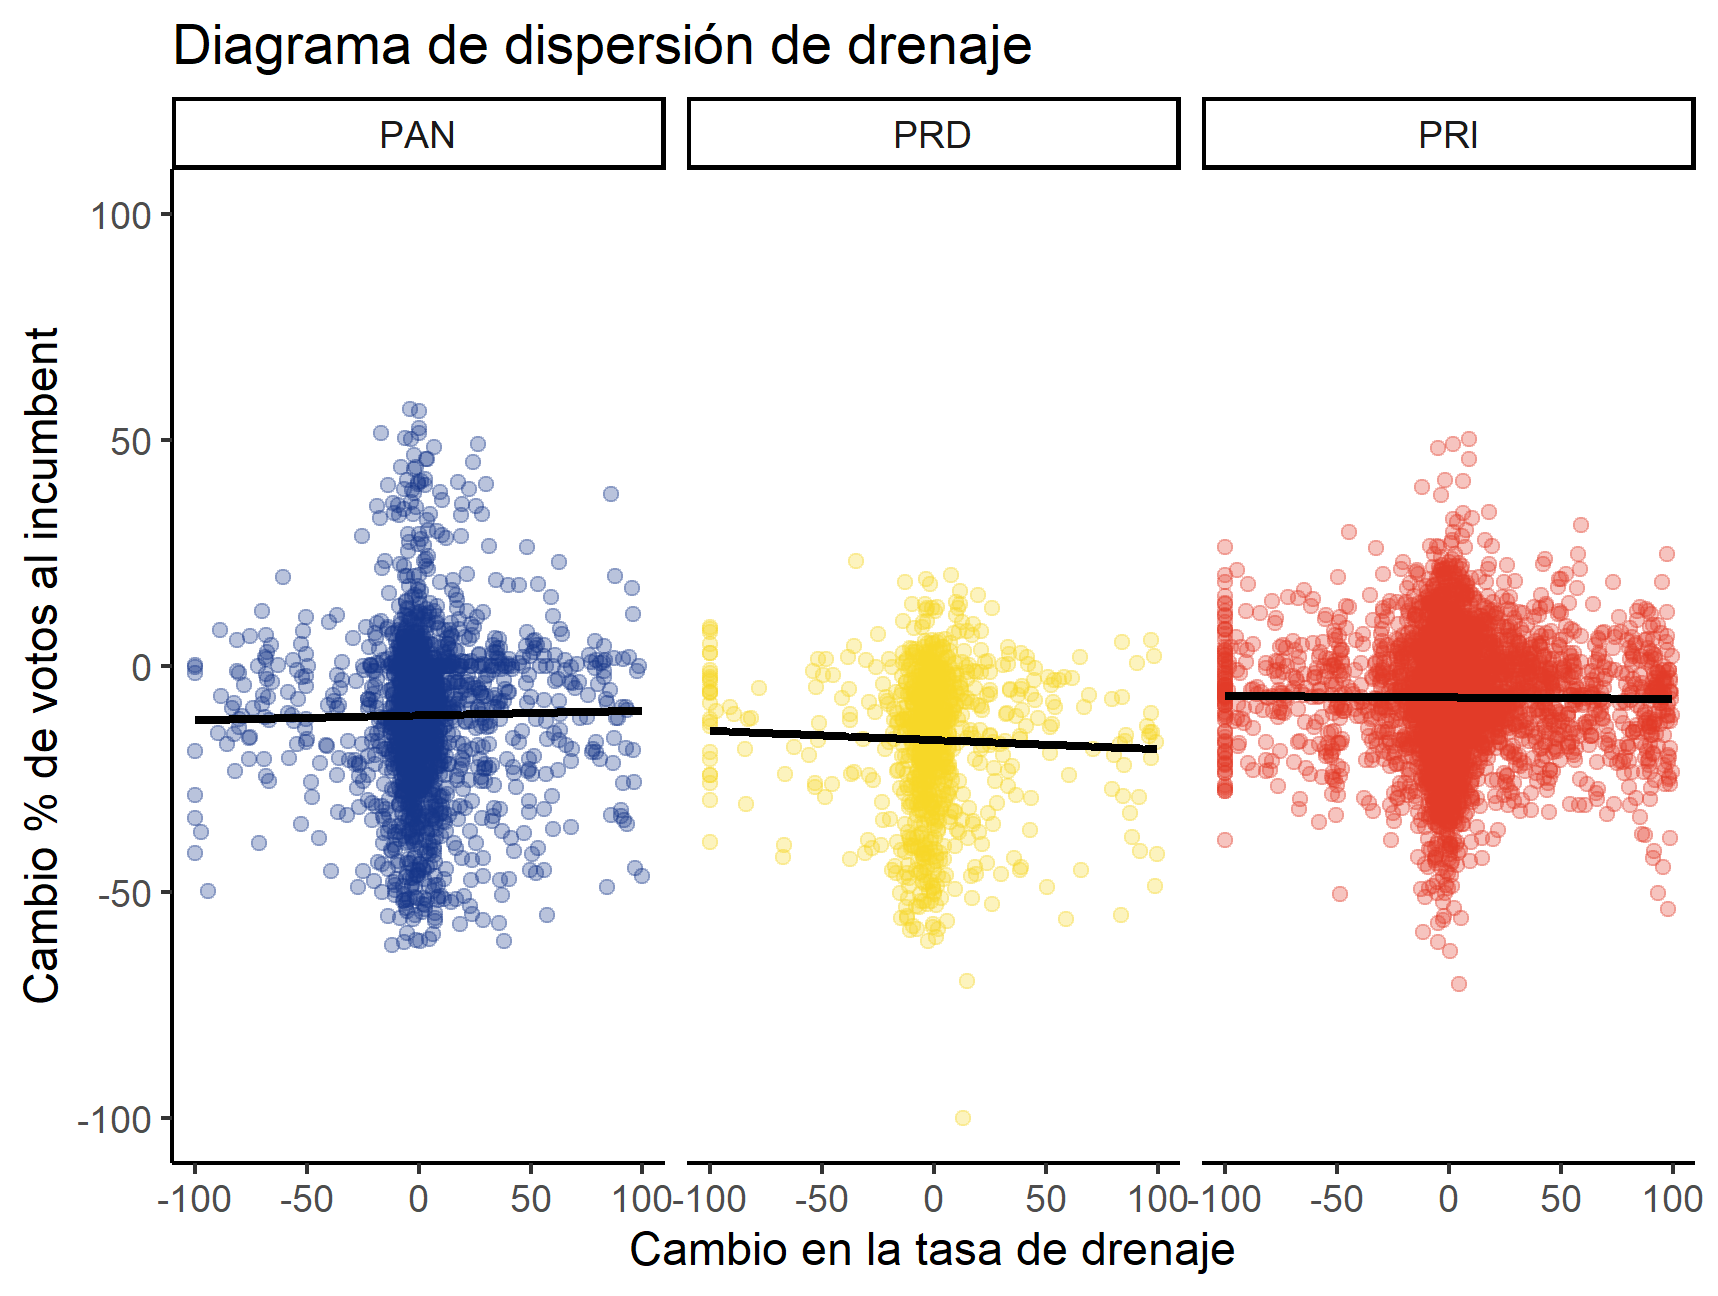 Diagrama de dispersión de drenaje
PAN PRD PRI
Cambio % de votos al incumbent
100
50
0
-50
-100
-100 -50 0 50 100 -100 -50 0 50 100 -100 -50 0 50 100
Cambio en la tasa de drenaje